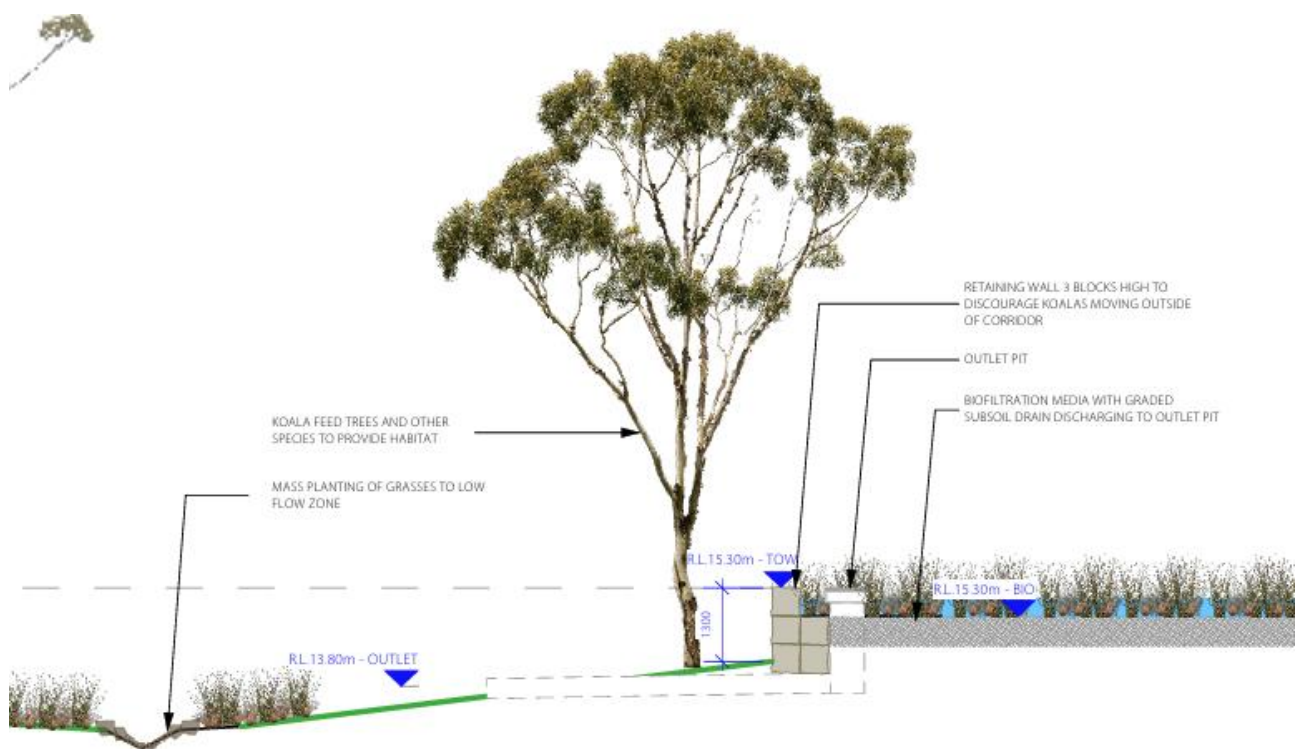 RETAINING WALL 3 BLOCKS HIGH TO
DISCOURAGE KOALAS MOVING OUTSIDE
OF CORRIDOR
OUTLET PIT
BIOFILTRATION MEDIA WITH GRADED
SUBSOIL DRAIN DISCHARGING TO OUTLET PIT
KOALA FEED TREES AND OTHER
SPECIES TO PROVIDE HABITAT
MASS PLANTING OF GRASSES TO LOW
FLOW ZONE
R.L.15.30m - TOW
R.L.15.30m - BIO
1300
R.L.13.80m - OUTLET